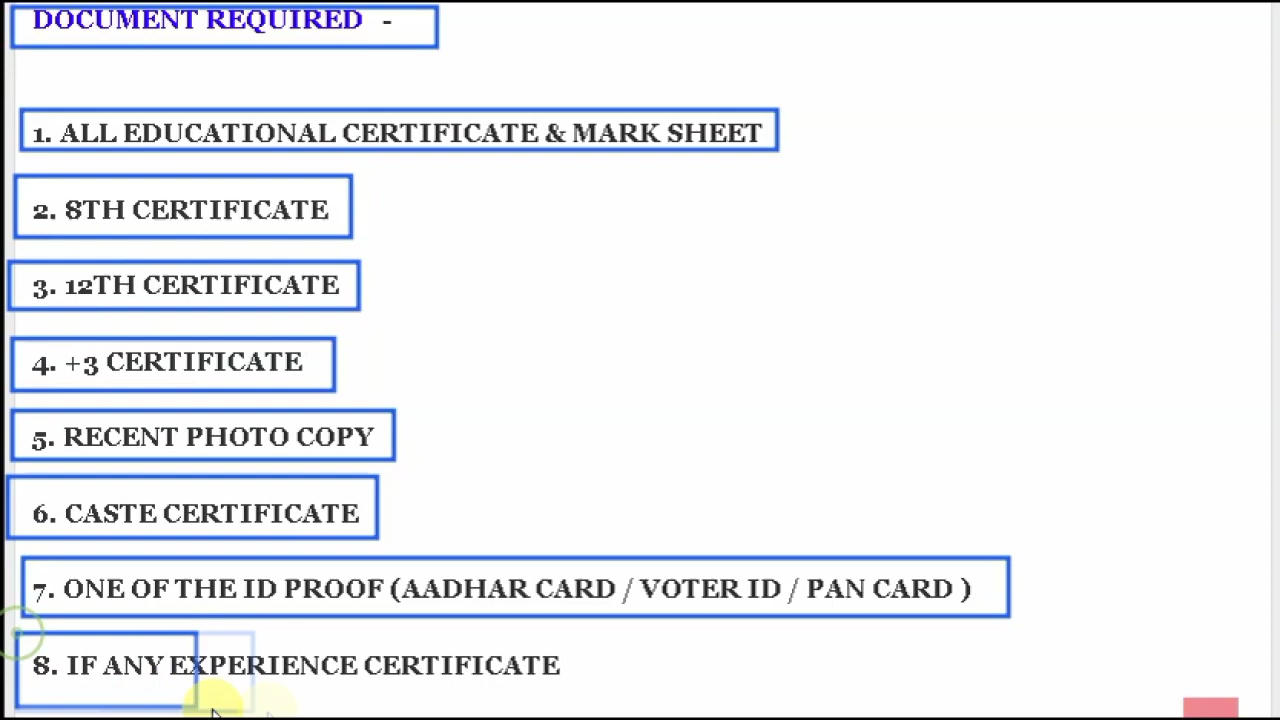 DOCUMENT REQUIRED -
1. ALL EDUCATIONAL CERTIFICATE & MARK SHEET
2. 8TH CERTIFICATE
3. 12TH CERTIFICATE
4. +3 CERTIFICATE
5. RECENT PHOTO COPY
6. CASTE CERTIFICATE
7. ONE OF THE ID PROOF (AADHAR CARD / VOTER ID / PAN CARD )
8. IF ANY EXPERIENCE CERTIFICATE